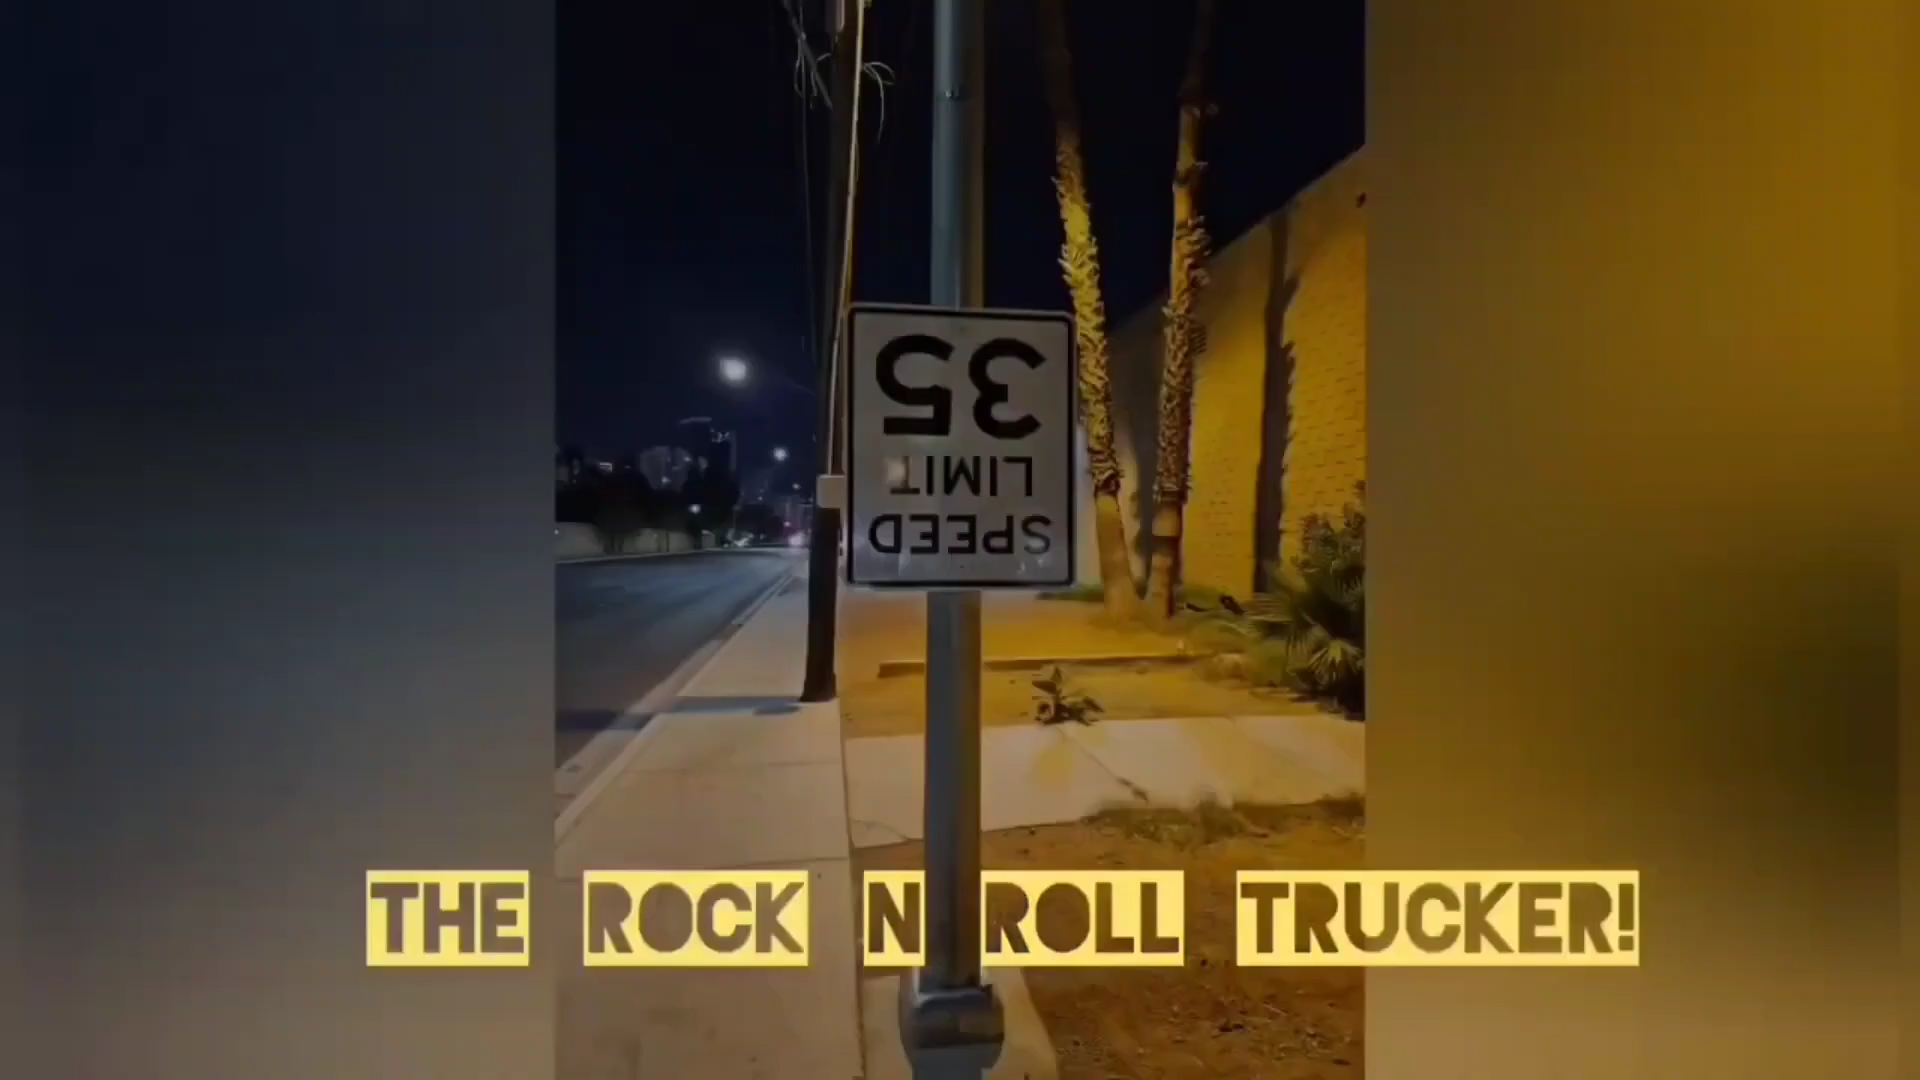 SPEED
LIMIT
35
THE ROCK N ROLL TRUCKER!